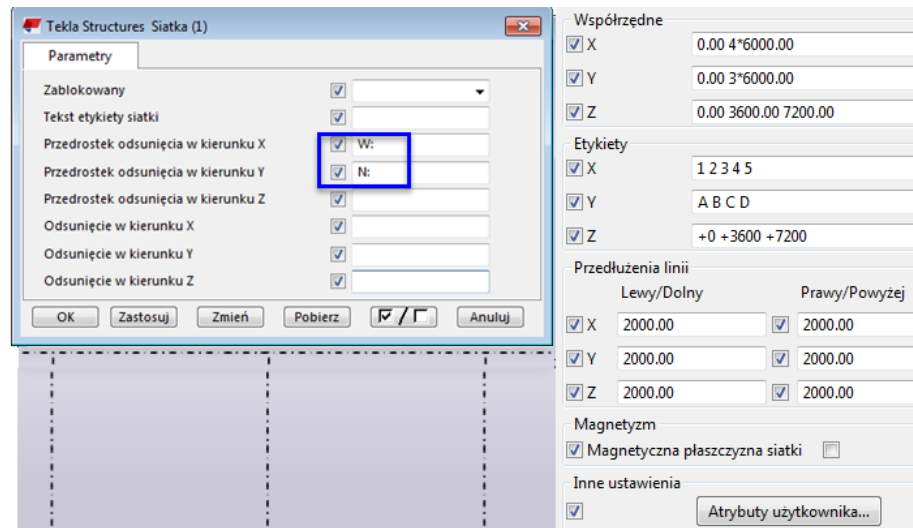 Tekla Structures Siatka (1)
Parametry
Zablokowany
Tekst etykiety siatki
Przedrostek odsunięcia w kierunku X W:
Przedrostek odsunięcia w kierunku Y N:
Przedrostek odsunięcia w kierunku Z
Odsunięcie w kierunku X
Odsunięcie w kierunku Y
Odsunięcie w kierunku Z
OK Zastosuj Zmień Pobierz / Anuluj
Współrzędne
X 0.00 4*6000.00
Y 0.00 3*6000.00
Z 0.00 3600.00 7200.00
Etykiety
X 1 2 3 4 5
Y A B C D
Z +0 +3600 +7200
Przedłużenia linii
Lewy/Dolny Prawy/Powyżej
X 2000.00 2000.00
Y 2000.00 2000.00
Z 2000.00 2000.00
Magnetyzm
Magnetyczna płaszczyzna siatki
Inne ustawienia
Atrybuty użytkownika...